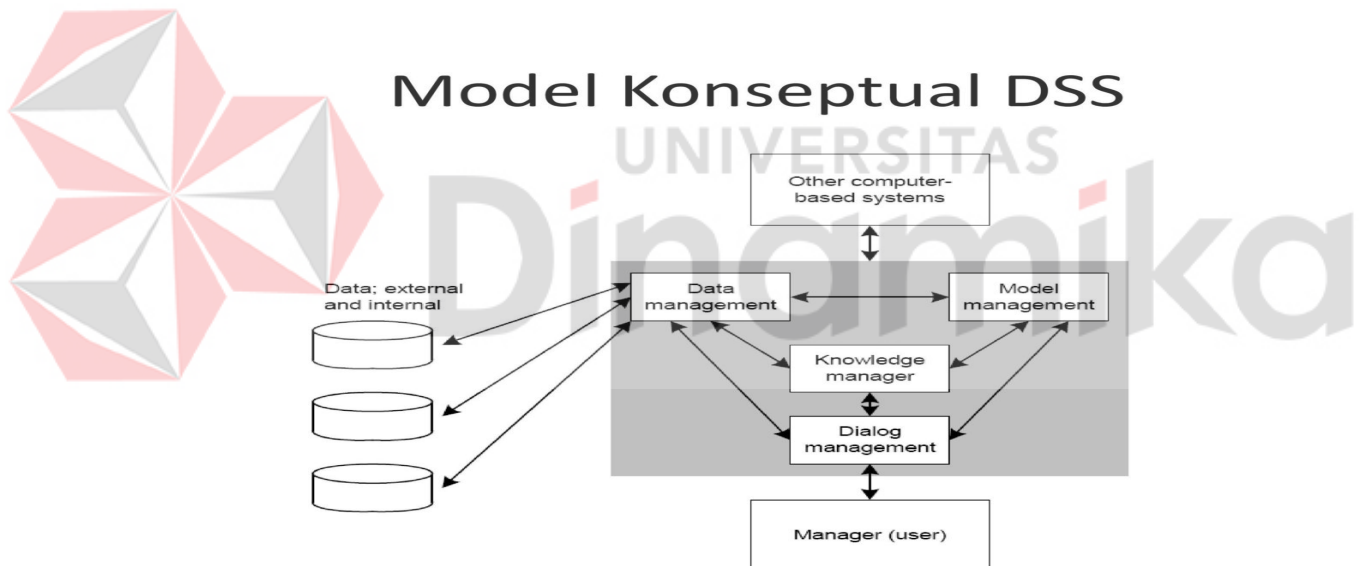 Model Konseptual DSS
UNIVERSITAS
Dinamika
Other computer-
based systems
Data; external
and internal
Data
management
Model
management
Knowledge
manager
Dialog
management
Manager (user)